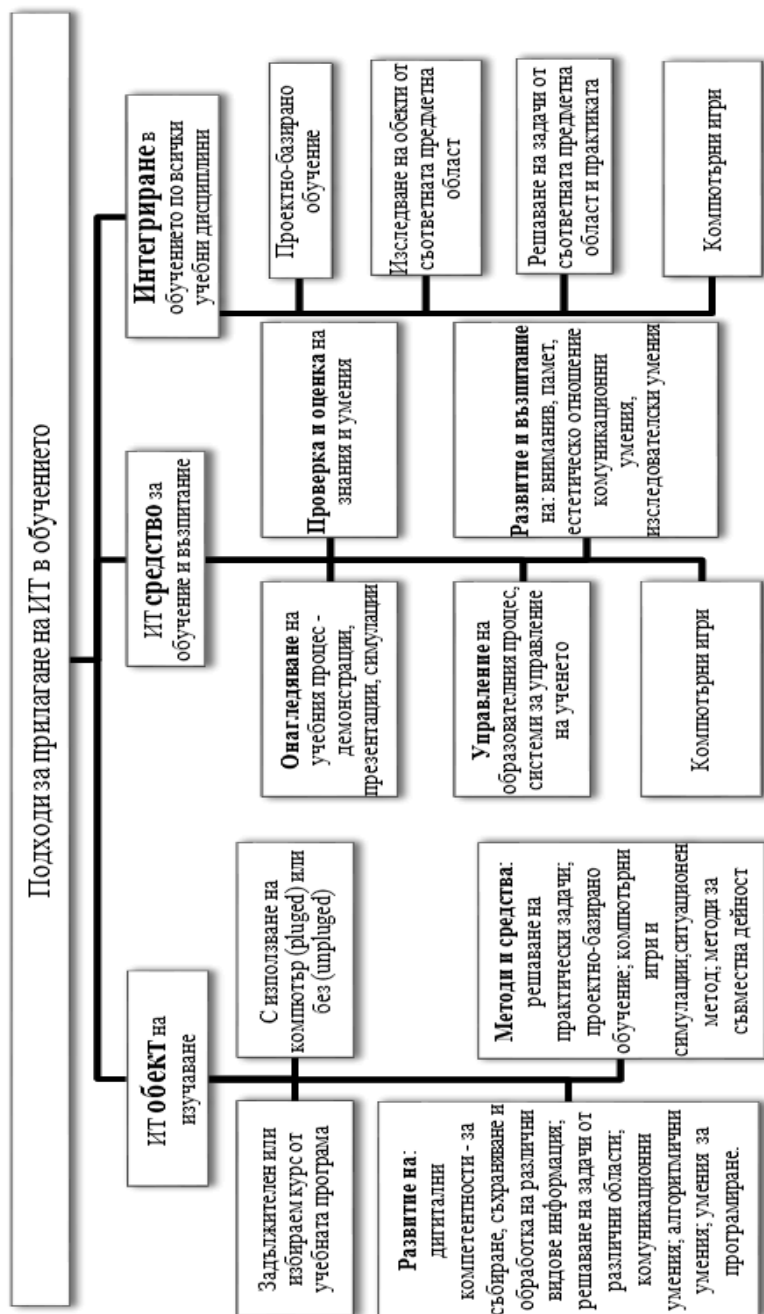 Подходи за прилагане на ИТ в обучението
ИТ обект на
изучаване
Задължителен или
избираем курс от
учебната програма
С използване на
компютър (pluged) или
без (unpluged)
Развитие на:
дигитални
компетентности - за
събиране, съхраняване и
обработка на различни
видове информация;
решаване на задачи от
различни области;
комуникационни
умения; алгоритмични
умения; умения за
програмиране.
Методи и средства:
решаване на
практически задачи;
проектно-базирано
обучение; компютърни
игри и
симулации;ситуационен
метод; методи за
съвместна дейност
ИТ средство за
обучение и възпитание
Онагледяване на
учебния процес -
демонстрации,
презентации, симулации
Проверка и оценка на
знания и умения
Управление на
образователния процес,
системи за управление
на ученето
Развитие и възпитание
на: вниманив, памет,
естетическо отношение
комуникационни
умения,
изследователски умения
Компютърни игри
Интегриране в
обучението по всички
учебни дисциплини
Проектно-базирано
обучение
Изследване на обекти от
съответната предметна
област
Решаване на задачи от
съответната предметна
област и практиката
Компютърни игри